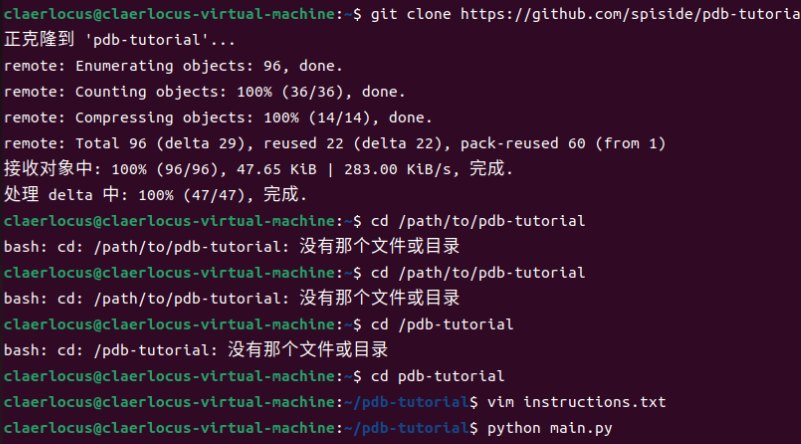 claerlocus@claerlocus-virtual-machine:~$ git clone https://github.com/spiside/pdb-tutoria
正克隆到 'pdb-tutorial'...
remote: Enumerating objects: 96, done.
remote: Counting objects: 100% (36/36), done.
remote: Compressing objects: 100% (14/14), done.
remote: Total 96 (delta 29), reused 22 (delta 22), pack-reused 60 (from 1)
接收对象中: 100% (96/96), 47.65 KiB | 283.00 KiB/s, 完成.
处理 delta 中: 100% (47/47), 完成.
claerlocus@claerlocus-virtual-machine:~$ cd /path/to/pdb-tutorial
bash: cd: /path/to/pdb-tutorial: 没有那个文件或目录
claerlocus@claerlocus-virtual-machine:~$ cd /path/to/pdb-tutorial
bash: cd: /path/to/pdb-tutorial: 没有那个文件或目录
claerlocus@claerlocus-virtual-machine:~$ cd /pdb-tutorial
bash: cd: /pdb-tutorial: 没有那个文件或目录
claerlocus@claerlocus-virtual-machine:~$ cd pdb-tutorial
claerlocus@claerlocus-virtual-machine:~/pdb-tutorial$ vim instructions.txt
claerlocus@claerlocus-virtual-machine:~/pdb-tutorial$ python main.py